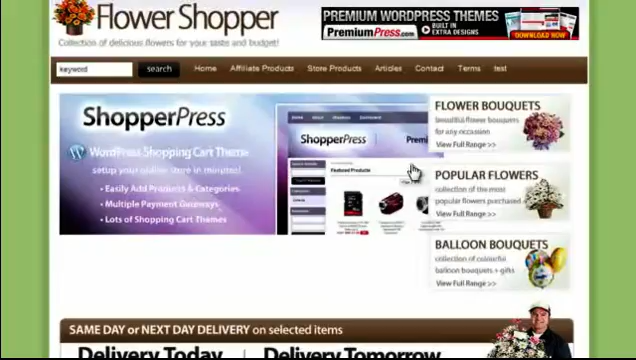 Flower Shopper
Collection of delicious flowers for your taste and budget!
PREMIUM WORDPRESS THEMES
PremiumPress.com
BUILT IN
EXTRA DESIGNS
DOWNLOAD NOW
keyword
search
Home
Affiliate Products
Store Products
Articles
Contact
Terms
test
ShopperPress
WordPress Shopping Cart Theme
setup your online store in minutes!
• Easily Add Products & Categories
• Multiple Payment Gateways
• Lots of Shopping Cart Themes
ShopperPress
Premi
Featured Products
FLOWER BOUQUETS
beautiful flower bouquets
for any occasion
View Full Range >>
POPULAR FLOWERS
collection of the most
popular flowers purchased
View Full Range >>
BALLOON BOUQUETS
collection of colourful
balloon bouquets + gifts
View Full Range >>
SAME DAY or NEXT DAY DELIVERY on selected items
Delivery Today | Delivery Tomorrow